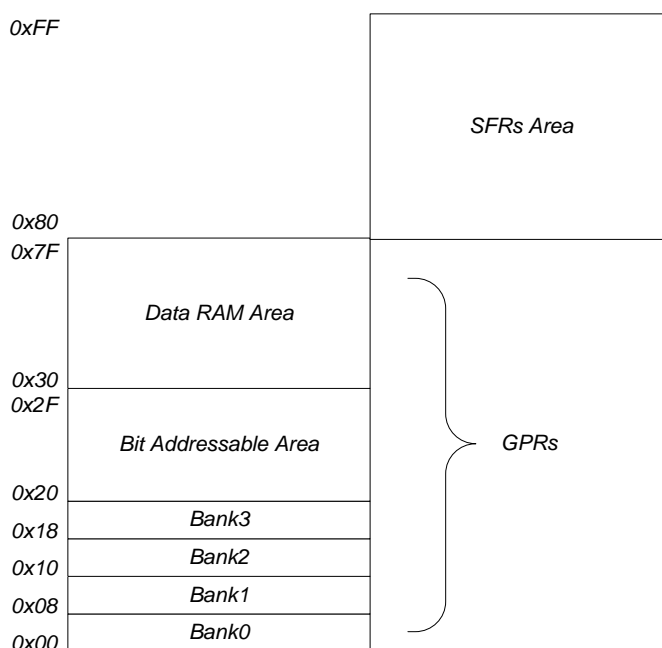 0xFF
SFRs Area
0x80
0x7F
Data RAM Area
0x30
0x2F
Bit Addressable Area
GPRs
0x20
Bank3
0x18
Bank2
0x10
Bank1
0x08
Bank0
0x00